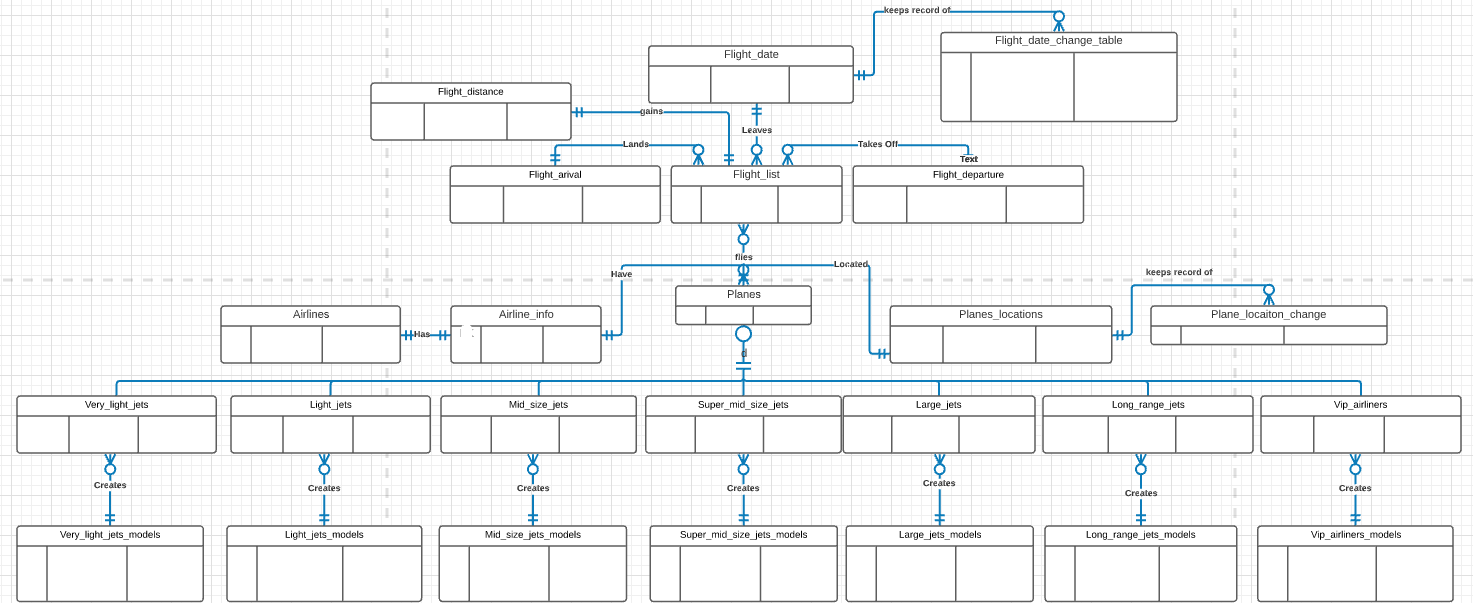 keeps record of
Flight_date_change_table
Flight_date
Flight_distance
gains
Leaves
Lands
Takes Off
Text
Flight_arival
Flight_list
Flight_departure
flies
Have
Located
keeps record of
Planes
Airlines
Has
Airline_info
Planes_locations
Plane_locaiton_change
d
Very_light_jets
Light_jets
Mid_size_jets
Super_mid_size_jets
Large_jets
Long_range_jets
Vip_airliners
Creates
Creates
Creates
Creates
Creates
Creates
Creates
Very_light_jets_models
Light_jets_models
Mid_size_jets_models
Super_mid_size_jets_models
Large_jets_models
Long_range_jets_models
Vip_airliners_models